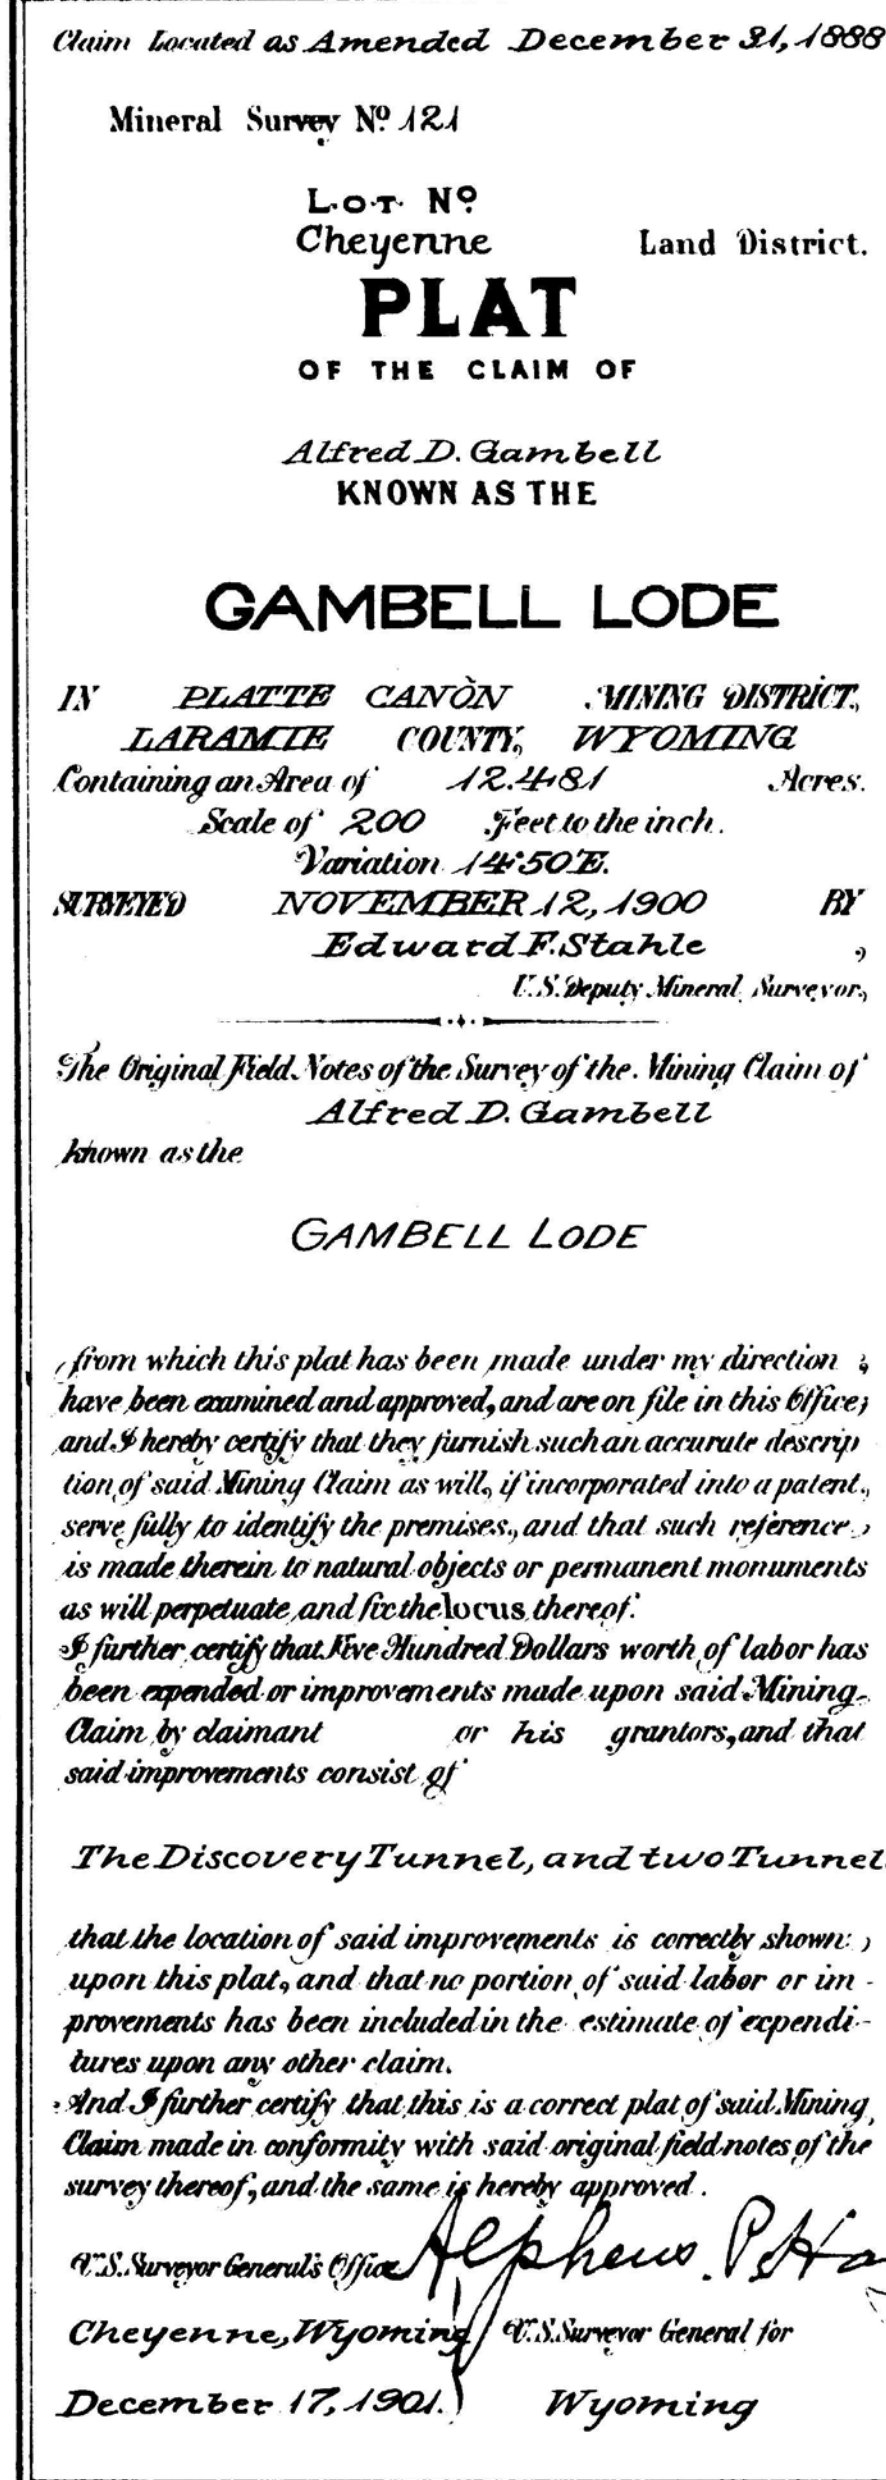 Claim Located as Amended December 31, 1888
Mineral Survey Nº 121
LOT Nº
Cheyenne Land District.
PLAT
OF THE CLAIM OF
Alfred D. Gambell
KNOWN AS THE
GAMBELL LODE
IN PLATTE CANÒN MINING DISTRICT,
LARAMIE COUNTY, WYOMING
Containing an Area of 12.481 Acres.
Scale of 200 Feet to the inch.
Variation 14°50'E.
SURVEYED NOVEMBER 12, 1900 BY
Edward F. Stahle ,
U.S. Deputy Mineral Surveyor,
The Original Field Notes of the Survey of the Mining Claim of
Alfred D. Gambell
known as the
GAMBELL LODE
from which this plat has been made under my direction ,
have been examined and approved, and are on file in this Office;
and I hereby certify that they furnish such an accurate descrip
tion of said Mining Claim as will, if incorporated into a patent,
serve fully to identify the premises, and that such reference
is made therein to natural objects or permanent monuments
as will perpetuate and fix the locus thereof.
I further certify that Five Hundred Dollars worth of labor has
been expended or improvements made upon said Mining
Claim by claimant or his grantors, and that
said improvements consist of
The Discovery Tunnel, and two Tunnel
that the location of said improvements is correctly shown
upon this plat, and that no portion of said labor or im-
provements has been included in the estimate of expendi-
tures upon any other claim.
And I further certify that this is a correct plat of said Mining
Claim made in conformity with said original field notes of the
survey thereof, and the same is hereby approved.
U.S. Surveyor General's Office Alpheus P. Ha
Cheyenne, Wyoming U.S. Surveyor General for
December 17, 1901. Wyoming